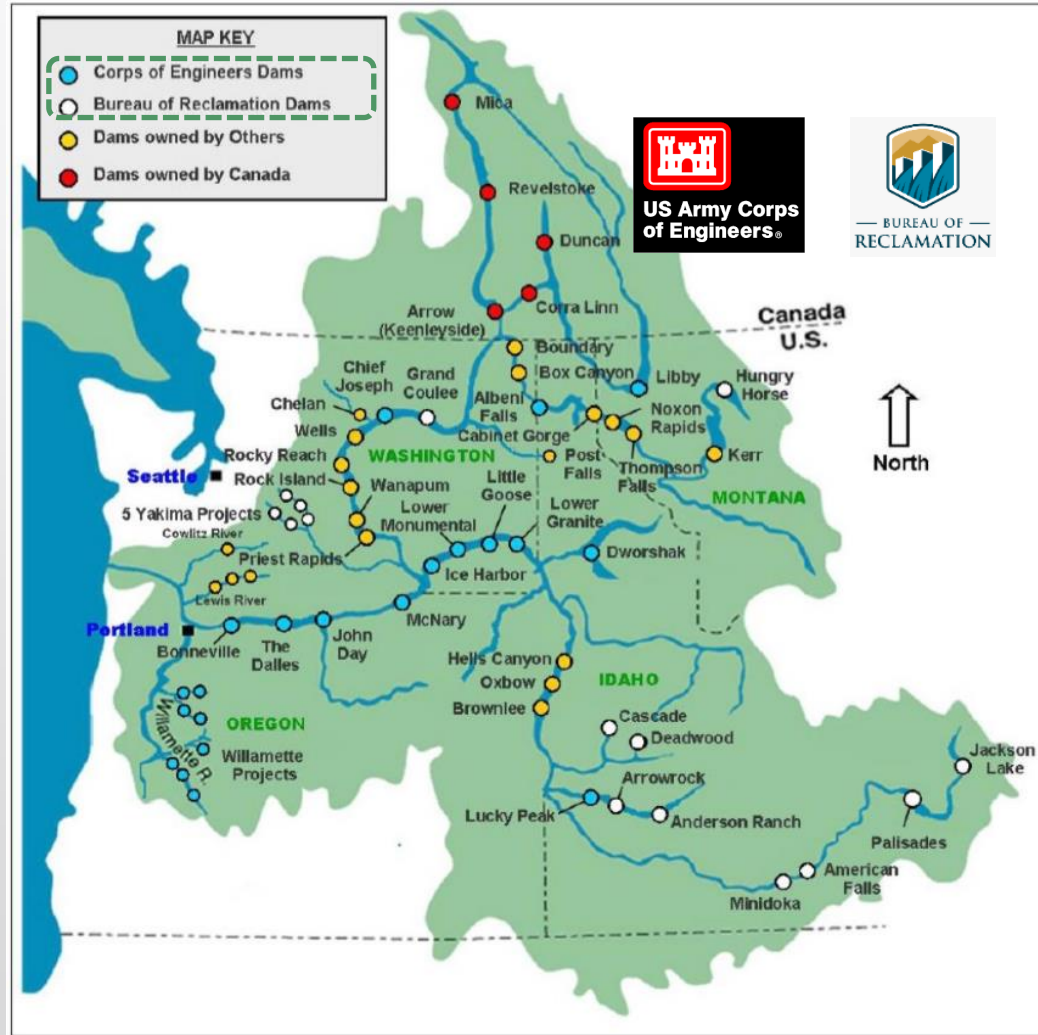 MAP KEY
Corps of Engineers Dams
Bureau of Reclamation Dams
Dams owned by Others
Dams owned by Canada
US Army Corps
of Engineers®
BUREAU OF
RECLAMATION
Mica
Revelstoke
Duncan
Corra Linn
Arrow
(Keenleyside)
Canada
U.S.
North
Boundary
Box Canyon
Libby
Hungry
Horse
Chief
Joseph
Grand
Coulee
Albeni
Falls
Chelan
Wells
Cabinet Gorge
Noxon
Rapids
Post
Falls
Thompson
Falls
Kerr
Rocky Reach
WASHINGTON
Seattle
Rock Island
Wanapum
Little
Goose
MONTANA
Lower
Monumental
Lower
Granite
5 Yakima Projects
Cowlitz River
Priest Rapids
Ice Harbor
Dworshak
Lewis River
McNary
Portland
Bonneville
The
Dalles
John
Day
Hells Canyon
Oxbow
Brownlee
IDAHO
OREGON
Willamette R.
Willamette
Projects
Cascade
Deadwood
Arrowrock
Lucky Peak
Anderson Ranch
Jackson
Lake
Palisades
American
Falls
Minidoka